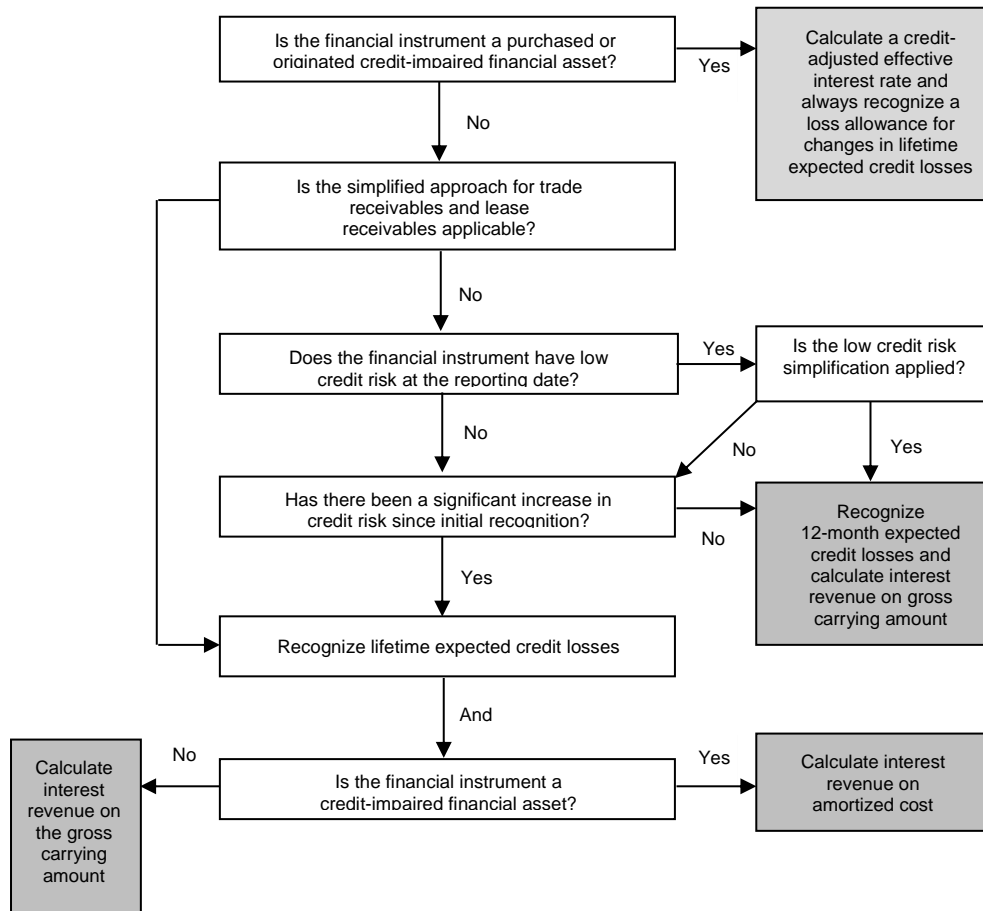 Is the financial instrument a purchased or
originated credit-impaired financial asset?
Yes
Calculate a credit-
adjusted effective
interest rate and
always recognize a
loss allowance for
changes in lifetime
expected credit losses
No
Is the simplified approach for trade
receivables and lease
receivables applicable?
No
Does the financial instrument have low
credit risk at the reporting date?
Yes
Is the low credit risk
simplification applied?
No
No
Yes
Has there been a significant increase in
credit risk since initial recognition?
No
Recognize
12-month expected
credit losses and
calculate interest
revenue on gross
carrying amount
Yes
Recognize lifetime expected credit losses
And
Is the financial instrument a
credit-impaired financial asset?
No
Calculate
interest
revenue on
the gross
carrying
amount
Yes
Calculate interest
revenue on
amortized cost